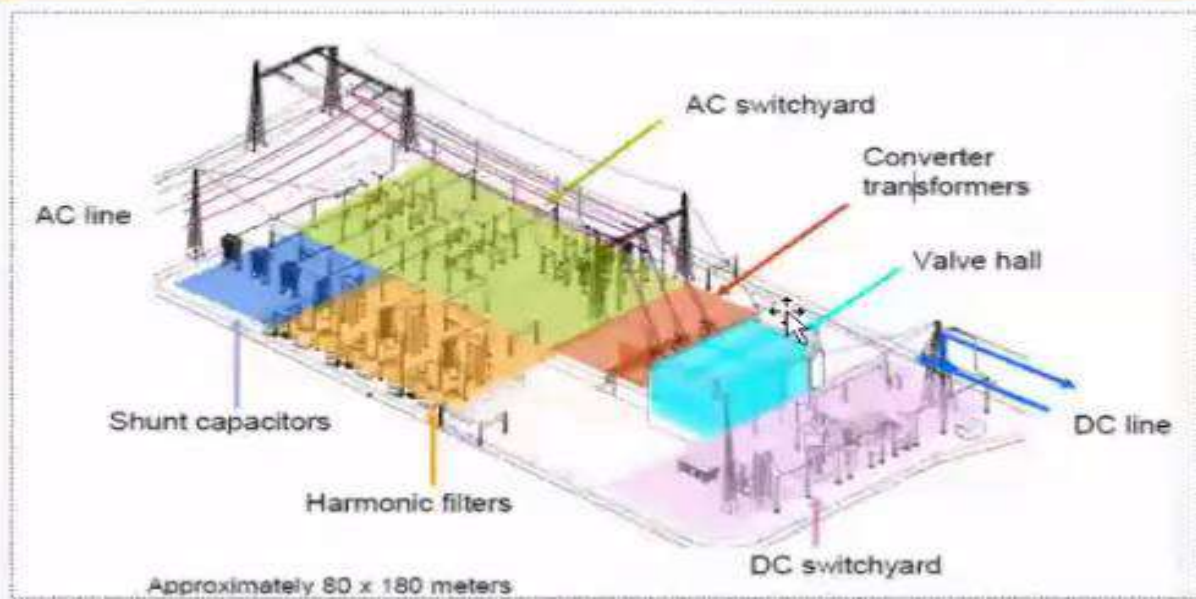 AC switchyard
Converter
transformers
AC line
Valve hall
Shunt capacitors
DC line
Harmonic filters
DC switchyard
Approximately 80 x 180 meters